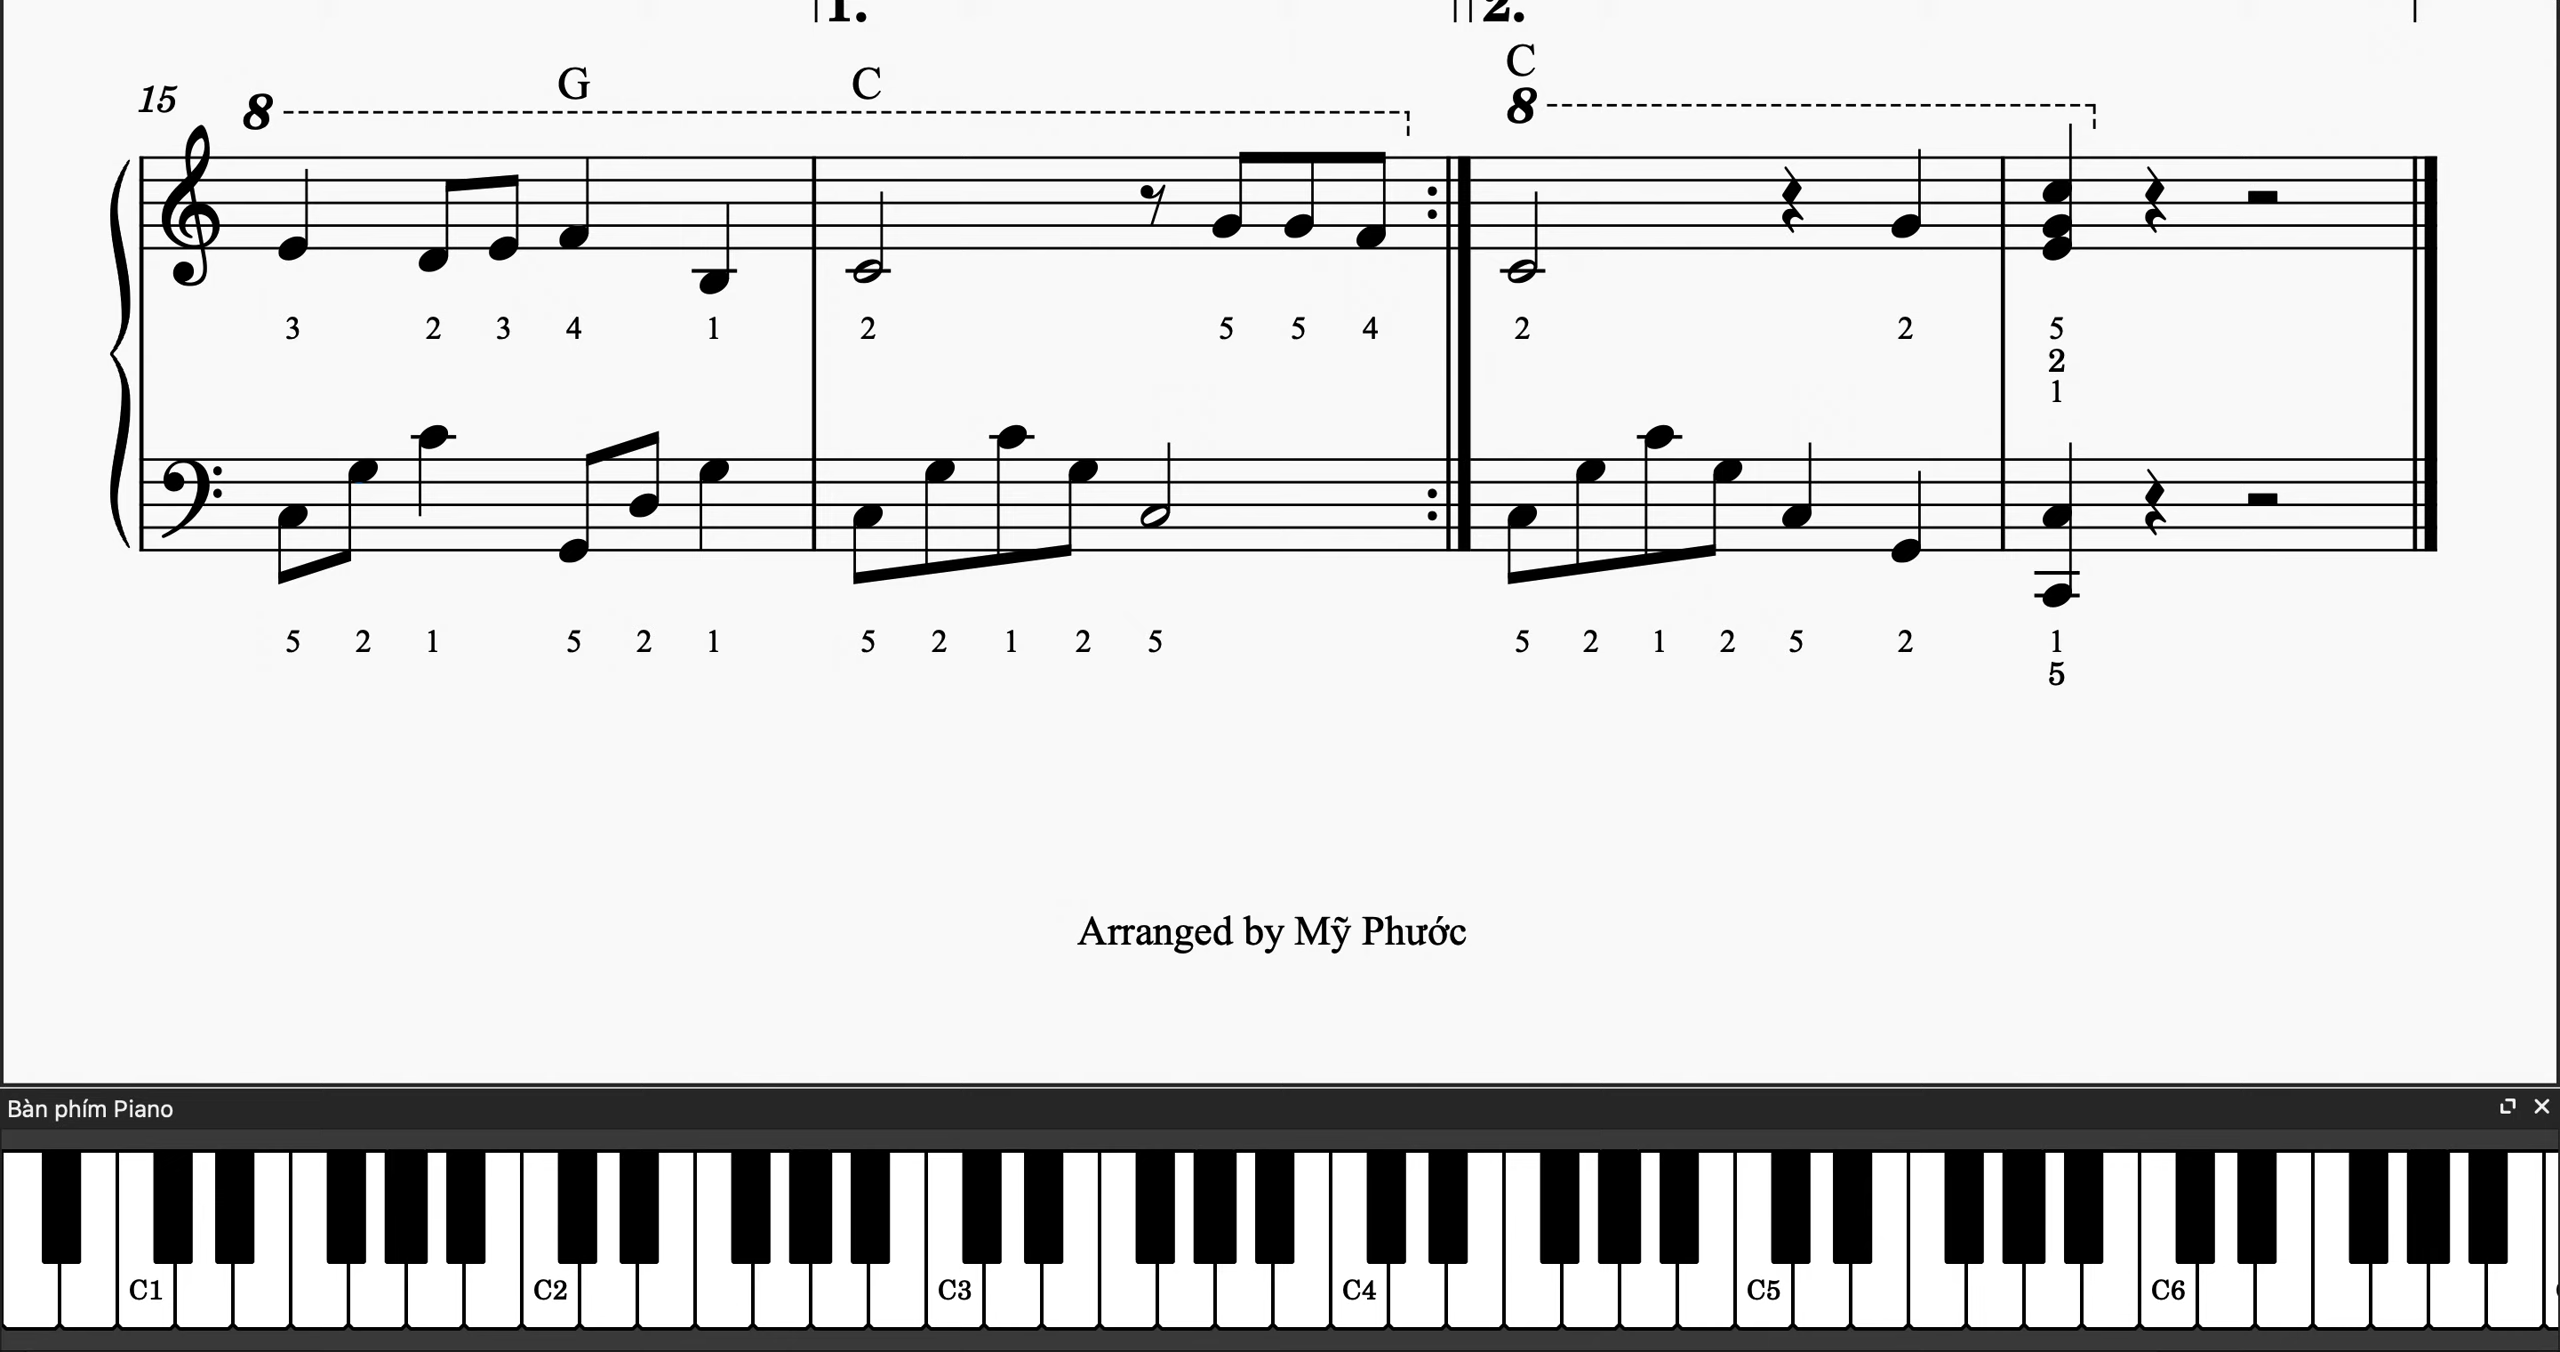 1. 2.
C
G C
15 8 8
3 2 3 4 1 2 5 5 4 2 2 5
2
1
5 2 1 5 2 1 5 2 1 2 5 5 2 1 2 5 2 1
5
Arranged by Mỹ Phước
Bàn phím Piano
C1 C2 C3 C4 C5 C6